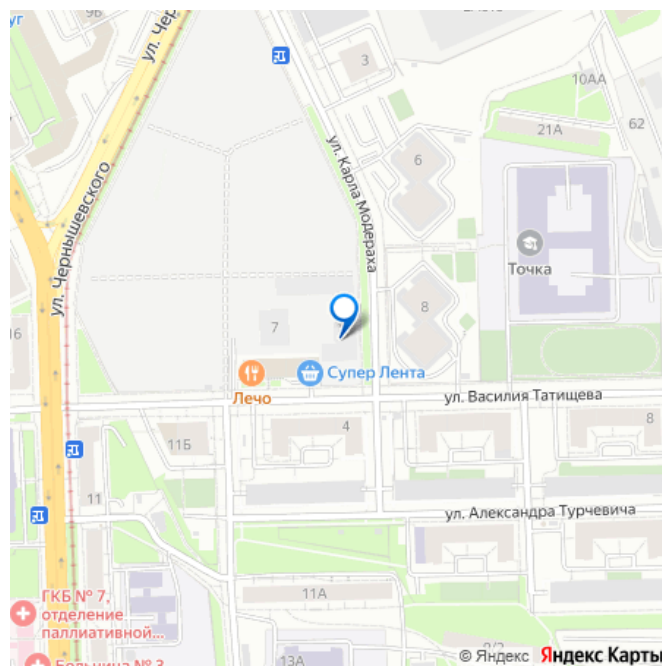 уг
ул. Чер
ул. Чернышевского
ул. Карла Модераха
3
10АА
62
21А
6
Точка
8
7
16
Лечо
Супер Лента
ул. Василия Татищева
4
8
11Б
11
ул. Александра Турчевича
11А
ГКБ № 7,
отделение
паллиативной...
13А
Больница № 3
© Яндекс Яндекс Карты